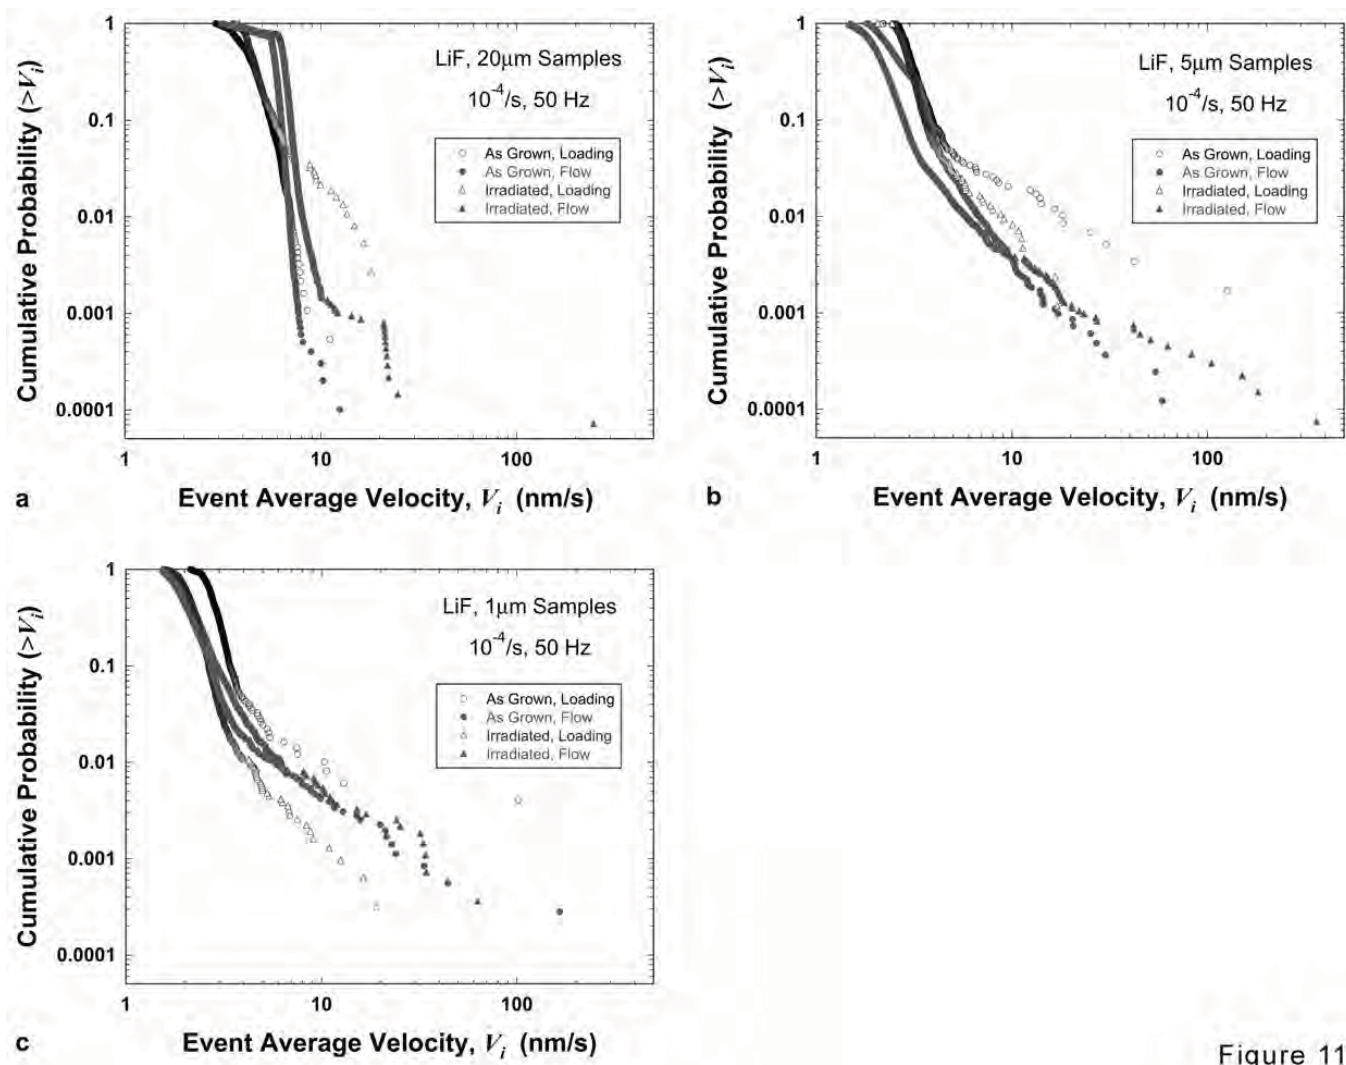 Cumulative Probability (>Vi)
1
0.1
0.01
0.001
0.0001
LiF, 20μm Samples
10-4/s, 50 Hz
As Grown, Loading
As Grown, Flow
Irradiated, Loading
Irradiated, Flow
1
10
100
a
Event Average Velocity, Vi (nm/s)
Cumulative Probability (>Vi)
1
0.1
0.01
0.001
0.0001
LiF, 5μm Samples
10-4/s, 50 Hz
As Grown, Loading
As Grown, Flow
Irradiated, Loading
Irradiated, Flow
1
10
100
b
Event Average Velocity, Vi (nm/s)
Cumulative Probability (>Vi)
1
0.1
0.01
0.001
0.0001
LiF, 1μm Samples
10-4/s, 50 Hz
As Grown, Loading
As Grown, Flow
Irradiated, Loading
Irradiated, Flow
1
10
100
c
Event Average Velocity, Vi (nm/s)
Figure 11